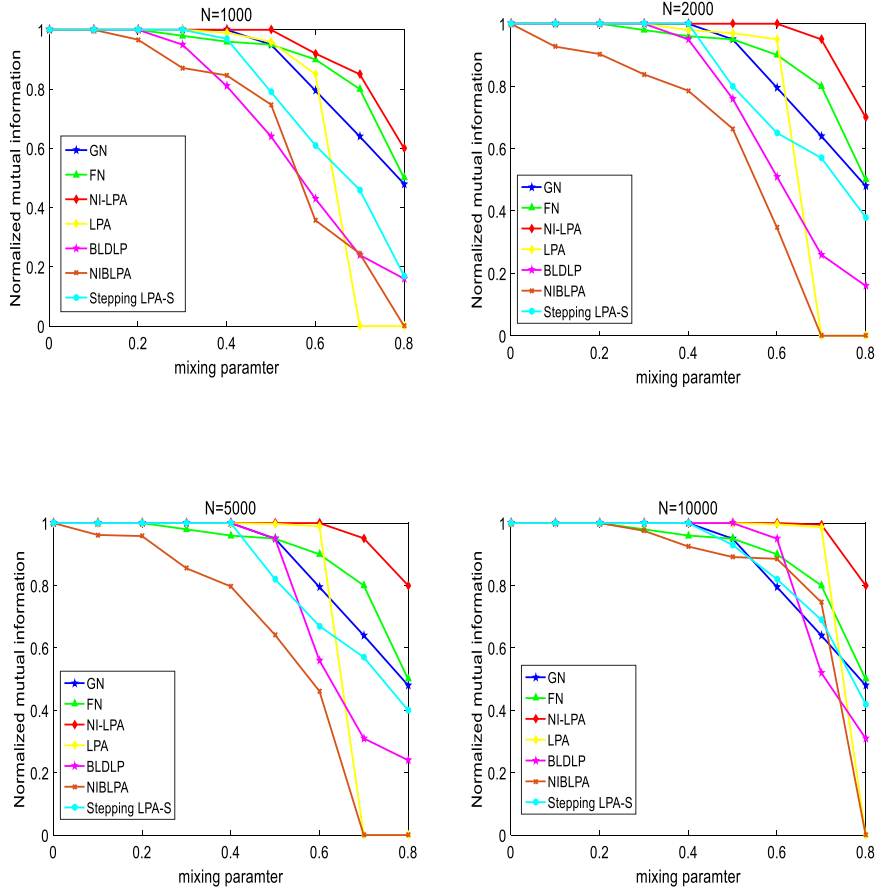 N=1000
Normalized mutual information
1
0.8
0.6
0.4
0.2
0
GN
FN
NI-LPA
LPA
BLDLP
NIBLPA
Stepping LPA-S
0 0.2 0.4 0.6 0.8
mixing paramter
N=2000
Normalized mutual information
1
0.8
0.6
0.4
0.2
0
GN
FN
NI-LPA
LPA
BLDLP
NIBLPA
Stepping LPA-S
0 0.2 0.4 0.6 0.8
mixing paramter
N=5000
Normalized mutual information
1
0.8
0.6
0.4
0.2
0
GN
FN
NI-LPA
LPA
BLDLP
NIBLPA
Stepping LPA-S
0 0.2 0.4 0.6 0.8
mixing paramter
N=10000
Normalized mutual information
1
0.8
0.6
0.4
0.2
0
GN
FN
NI-LPA
LPA
BLDLP
NIBLPA
Stepping LPA-S
0 0.2 0.4 0.6 0.8
mixing paramter